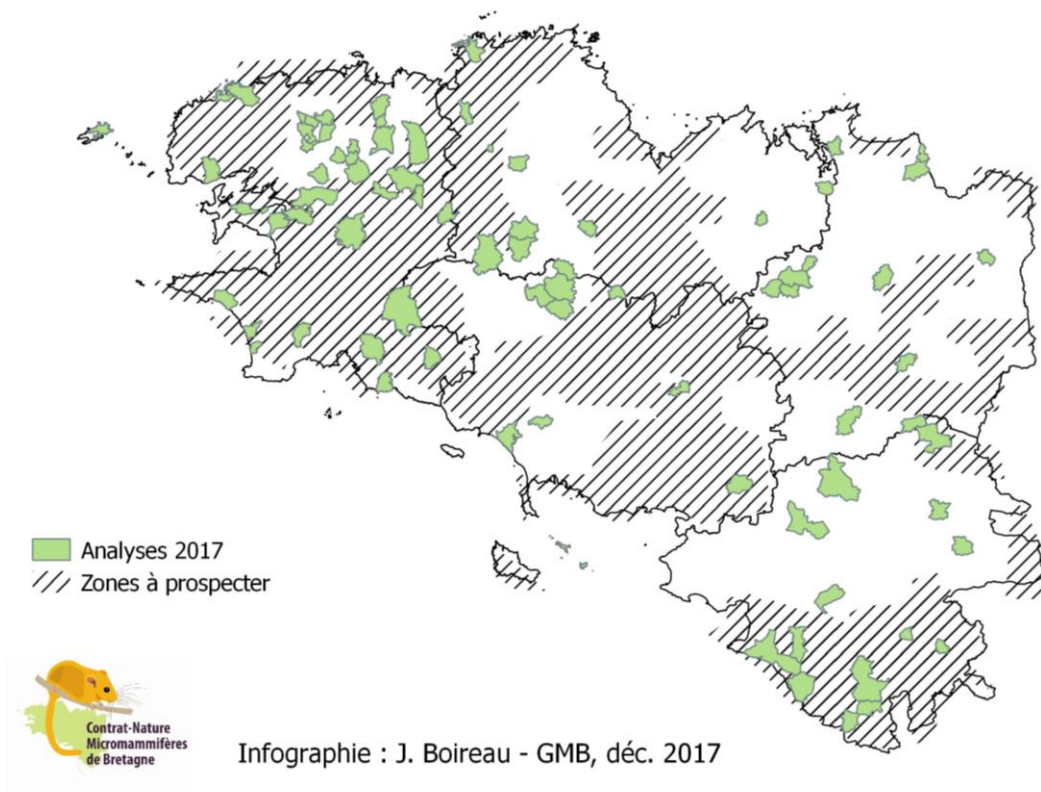 Analyses 2017
Zones à prospecter
Contrat-Nature
Micromammifères
de Bretagne
Infographie : J. Boireau - GMB, déc. 2017